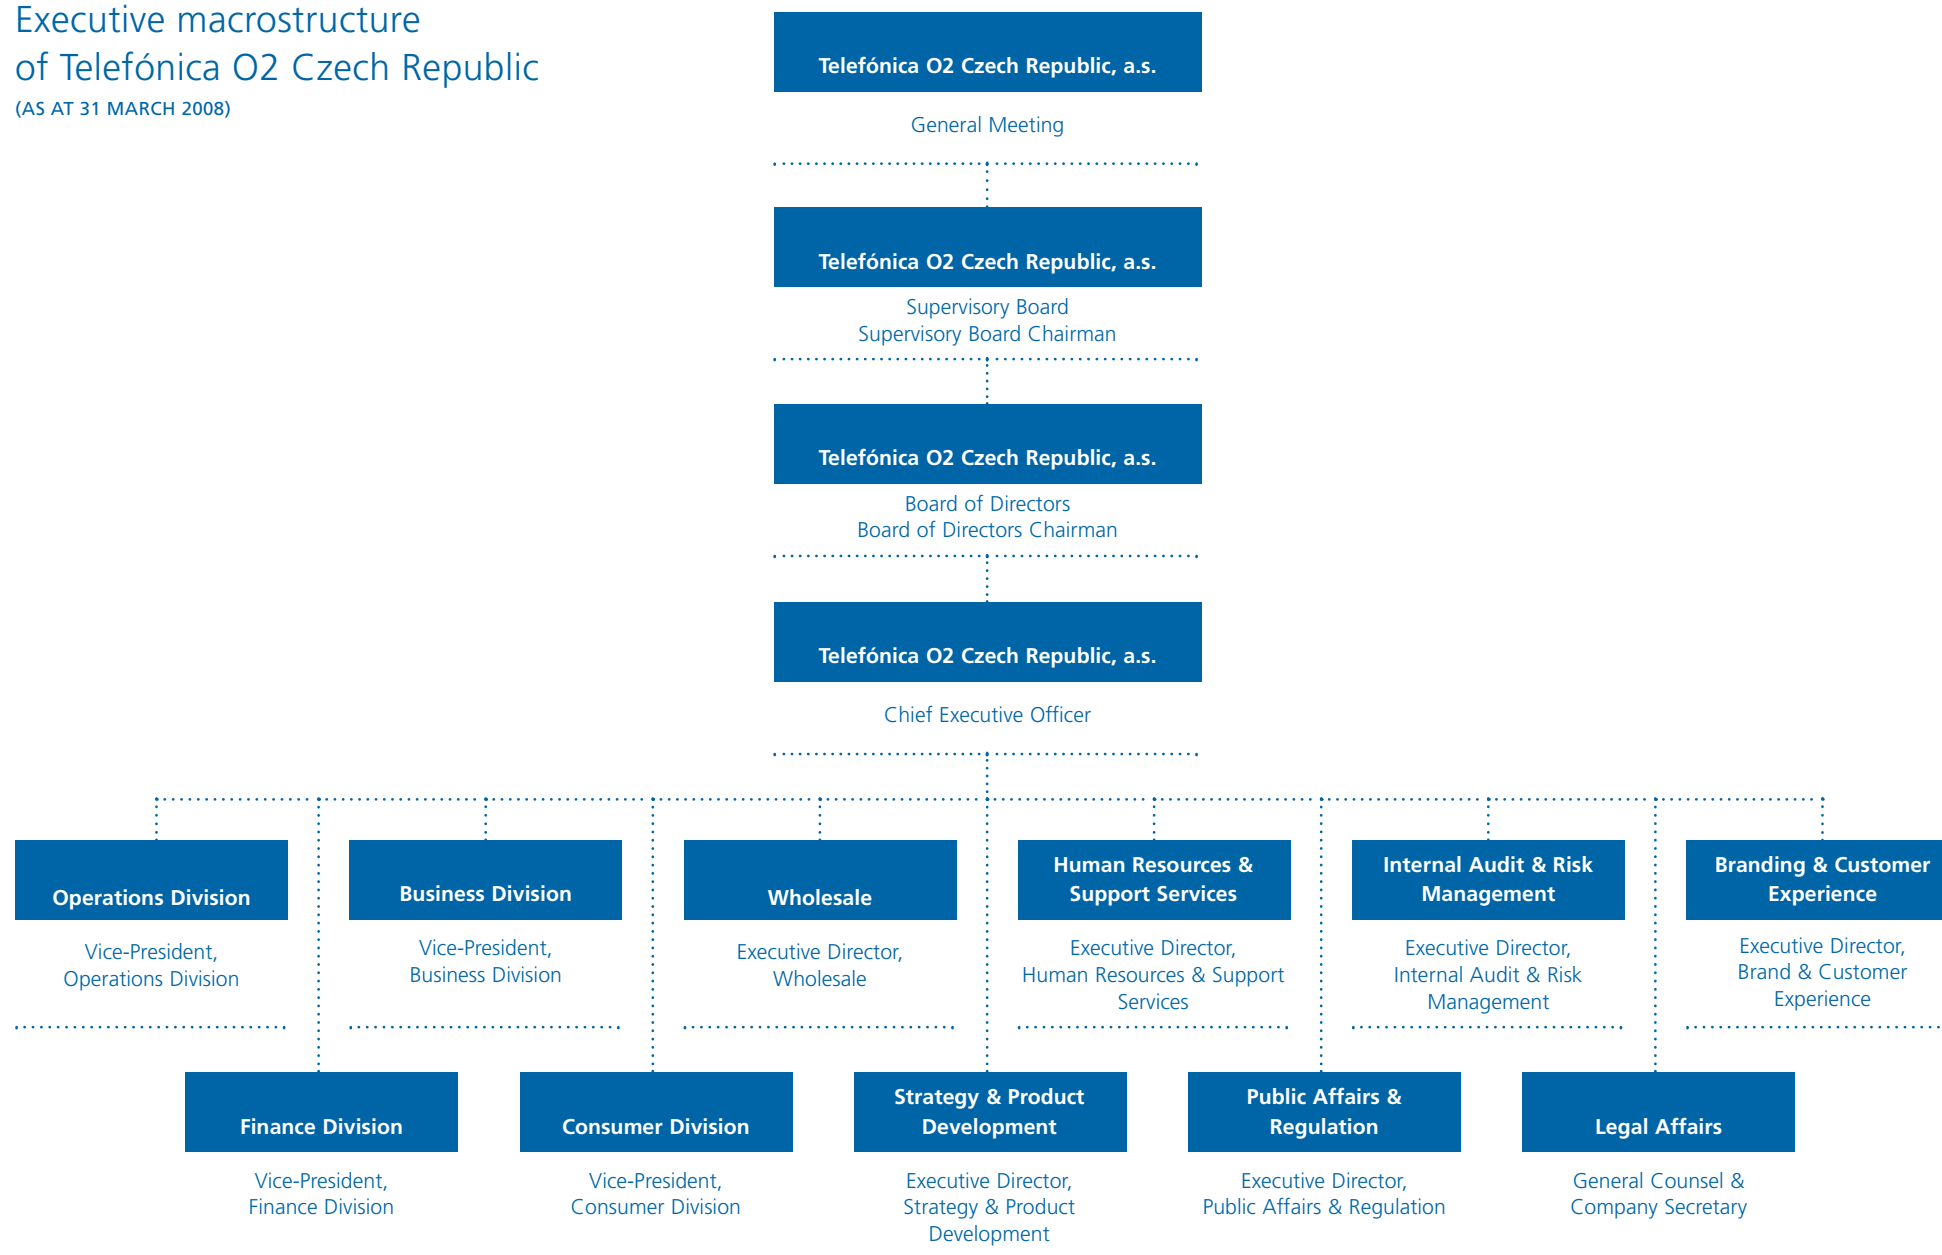 Executive macrostructure
of Telefónica O2 Czech Republic
(AS AT 31 MARCH 2008)
Telefónica O2 Czech Republic, a.s.
General Meeting
Telefónica O2 Czech Republic, a.s.
Supervisory Board
Supervisory Board Chairman
Telefónica O2 Czech Republic, a.s.
Board of Directors
Board of Directors Chairman
Telefónica O2 Czech Republic, a.s.
Chief Executive Officer
Operations Division
Vice-President,
Operations Division
Business Division
Vice-President,
Business Division
Wholesale
Executive Director,
Wholesale
Human Resources &
Support Services
Executive Director,
Human Resources & Support
Services
Internal Audit & Risk
Management
Executive Director,
Internal Audit & Risk
Management
Branding & Customer
Experience
Executive Director,
Brand & Customer
Experience
Finance Division
Vice-President,
Finance Division
Consumer Division
Vice-President,
Consumer Division
Strategy & Product
Development
Executive Director,
Strategy & Product
Development
Public Affairs &
Regulation
Executive Director,
Public Affairs & Regulation
Legal Affairs
General Counsel &
Company Secretary